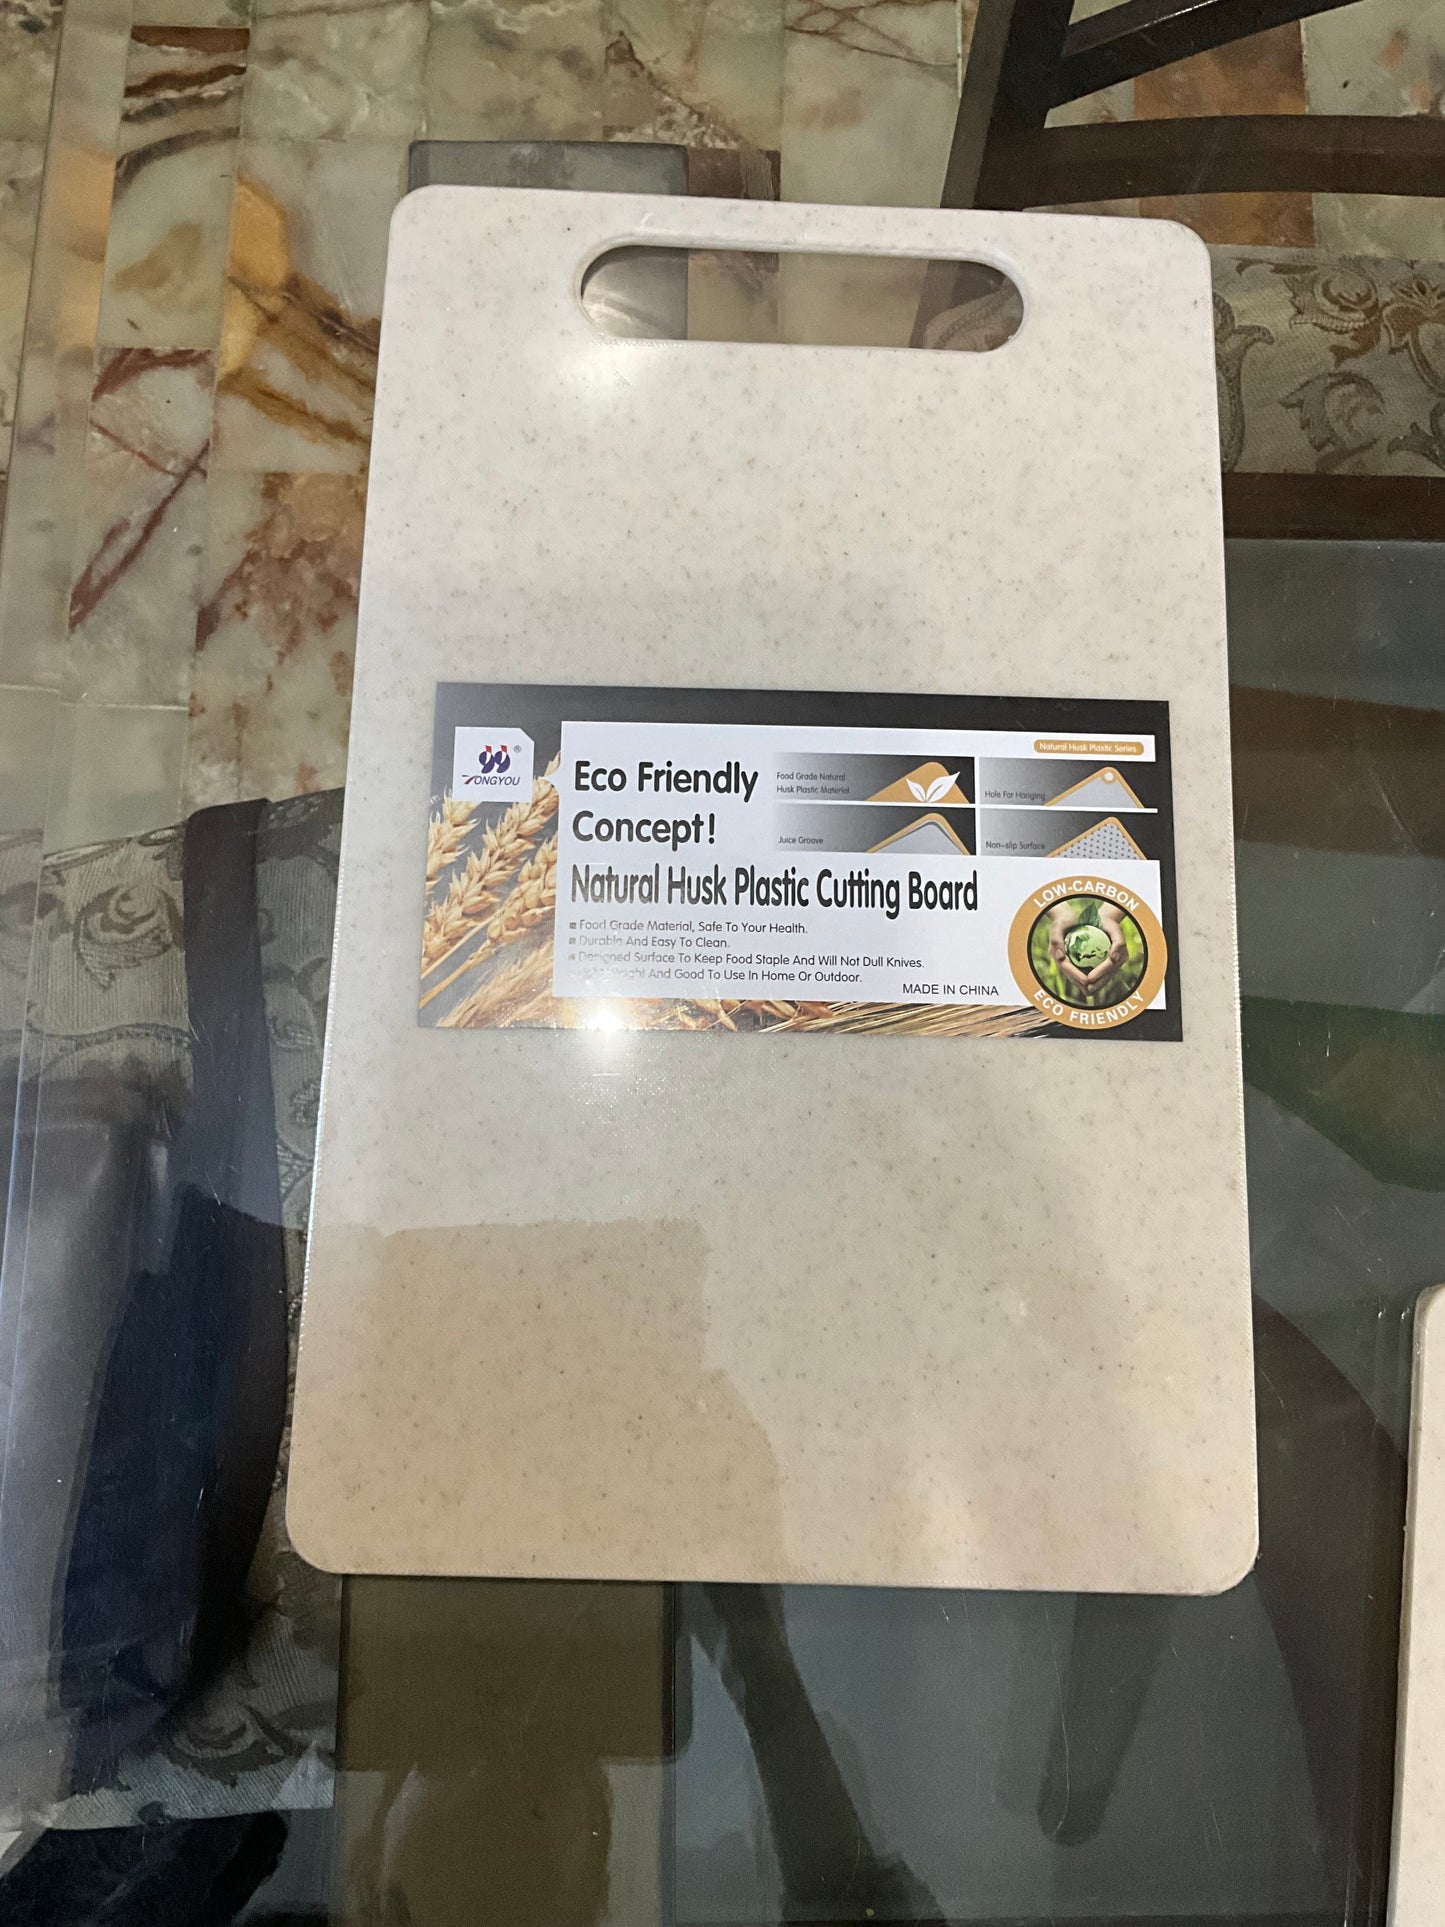 TONGYOU
®
Eco Friendly
Concept!
Natural Husk Plastic Series
Food Grade Natural
Husk Plastic Material
Hole For Hanging
Juice Groove
Non-slip Surface
Natural Husk Plastic Cutting Board
Food Grade Material, Safe To Your Health.
Durable And Easy To Clean.
Designed Surface To Keep Food Staple And Will Not Dull Knives.
And Good To Use In Home Or Outdoor.
MADE IN CHINA
LOW-CARBON
ECO FRIENDLY